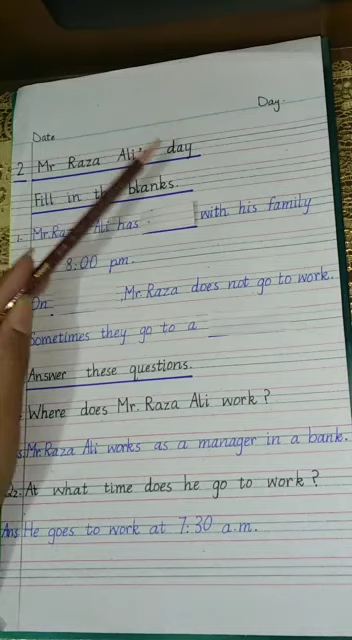 Day.
Date
2 Mr Raza Ali's day
Fill in the blanks.
1. Mr.Raza Ali has ______ with his family
8:00 pm.
On ______ Mr.Raza does not go to work.
Sometimes they go to a ______
Answer these questions.
Where does Mr.Raza Ali work?
Mr.Raza Ali works as a manager in a bank.
Q2: At what time does he go to work?
Ans He goes to work at 7:30 a.m.